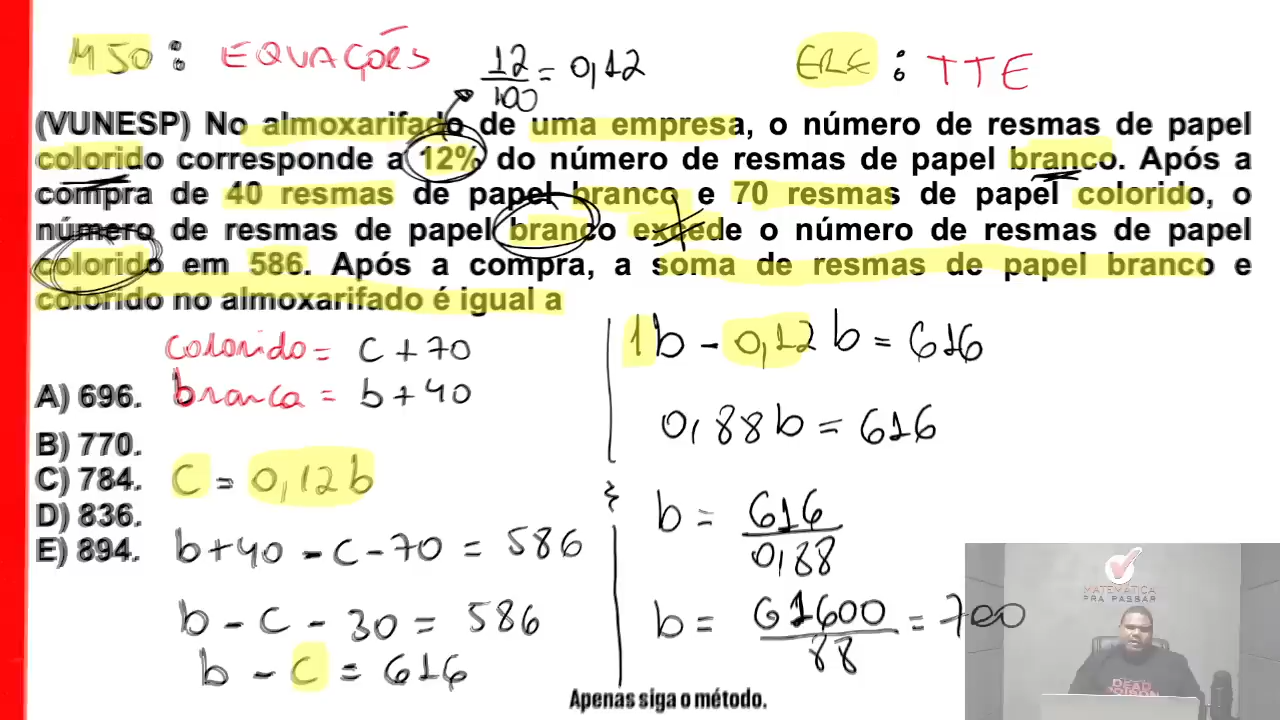 M50 : EQUAÇÕES
12/100 = 0,12
ERE : TTE
(VUNESP) No almoxarifado de uma empresa, o número de resmas de papel
colorido corresponde a 12% do número de resmas de papel branco. Após a
compra de 40 resmas de papel branco e 70 resmas de papel colorido, o
número de resmas de papel branco excede o número de resmas de papel
colorido em 586. Após a compra, a soma de resmas de papel branco e
colorido no almoxarifado é igual a
colorido = c + 70
branca = b + 40
A) 696.
B) 770.
C) 784.
D) 836.
E) 894.
C = 0,12b
b + 40 - c - 70 = 586
b - c - 30 = 586
b - c = 616
1b - 0,12b = 616
0,88b = 616
b = 616/0,88
b = 61600/88 = 700
MATEMÁTICA
PRA PASSAR
DEAD
Apenas siga o método.